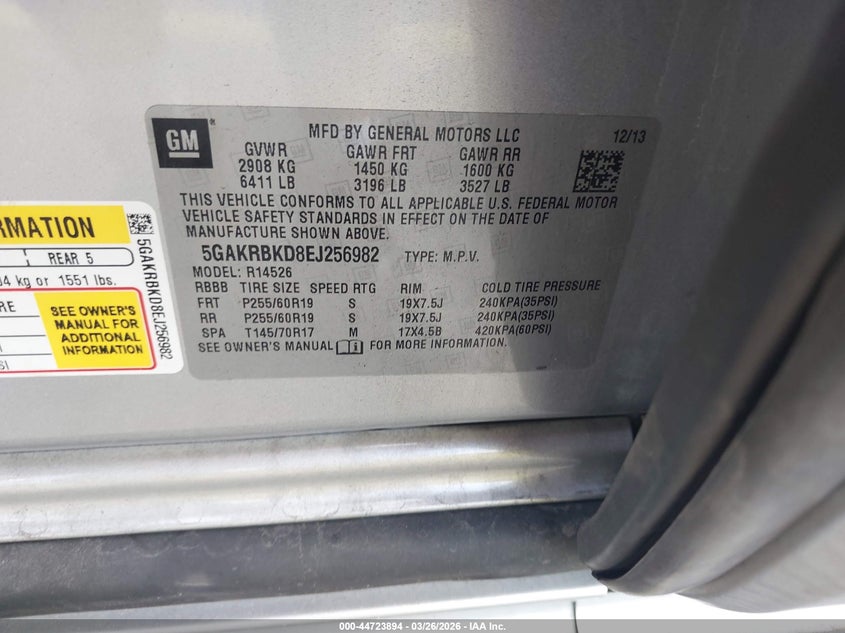 GM
MFD BY GENERAL MOTORS LLC 12/13
GVWR GAWR FRT GAWR RR
2908 KG 1450 KG 1600 KG
6411 LB 3196 LB 3527 LB
THIS VEHICLE CONFORMS TO ALL APPLICABLE U.S. FEDERAL MOTOR
VEHICLE SAFETY STANDARDS IN EFFECT ON THE DATE OF
MANUFACTURE SHOWN ABOVE.
5GAKRBKD8EJ256982 TYPE: M.P.V.
MODEL: R14526
RBBB TIRE SIZE SPEED RTG RIM COLD TIRE PRESSURE
FRT P255/60R19 S 19X7.5J 240KPA(35PSI)
RR P255/60R19 S 19X7.5J 240KPA(35PSI)
SPA T145/70R17 M 17X4.5B 420KPA(60PSI)
SEE OWNER'S MANUAL FOR MORE INFORMATION.
REAR 5
kg or 1551 lbs.
SEE OWNER'S
MANUAL FOR
ADDITIONAL
INFORMATION
5GAKRBKD8EJ256982
000-44723894 | 03/26/2026 | IAA Inc.